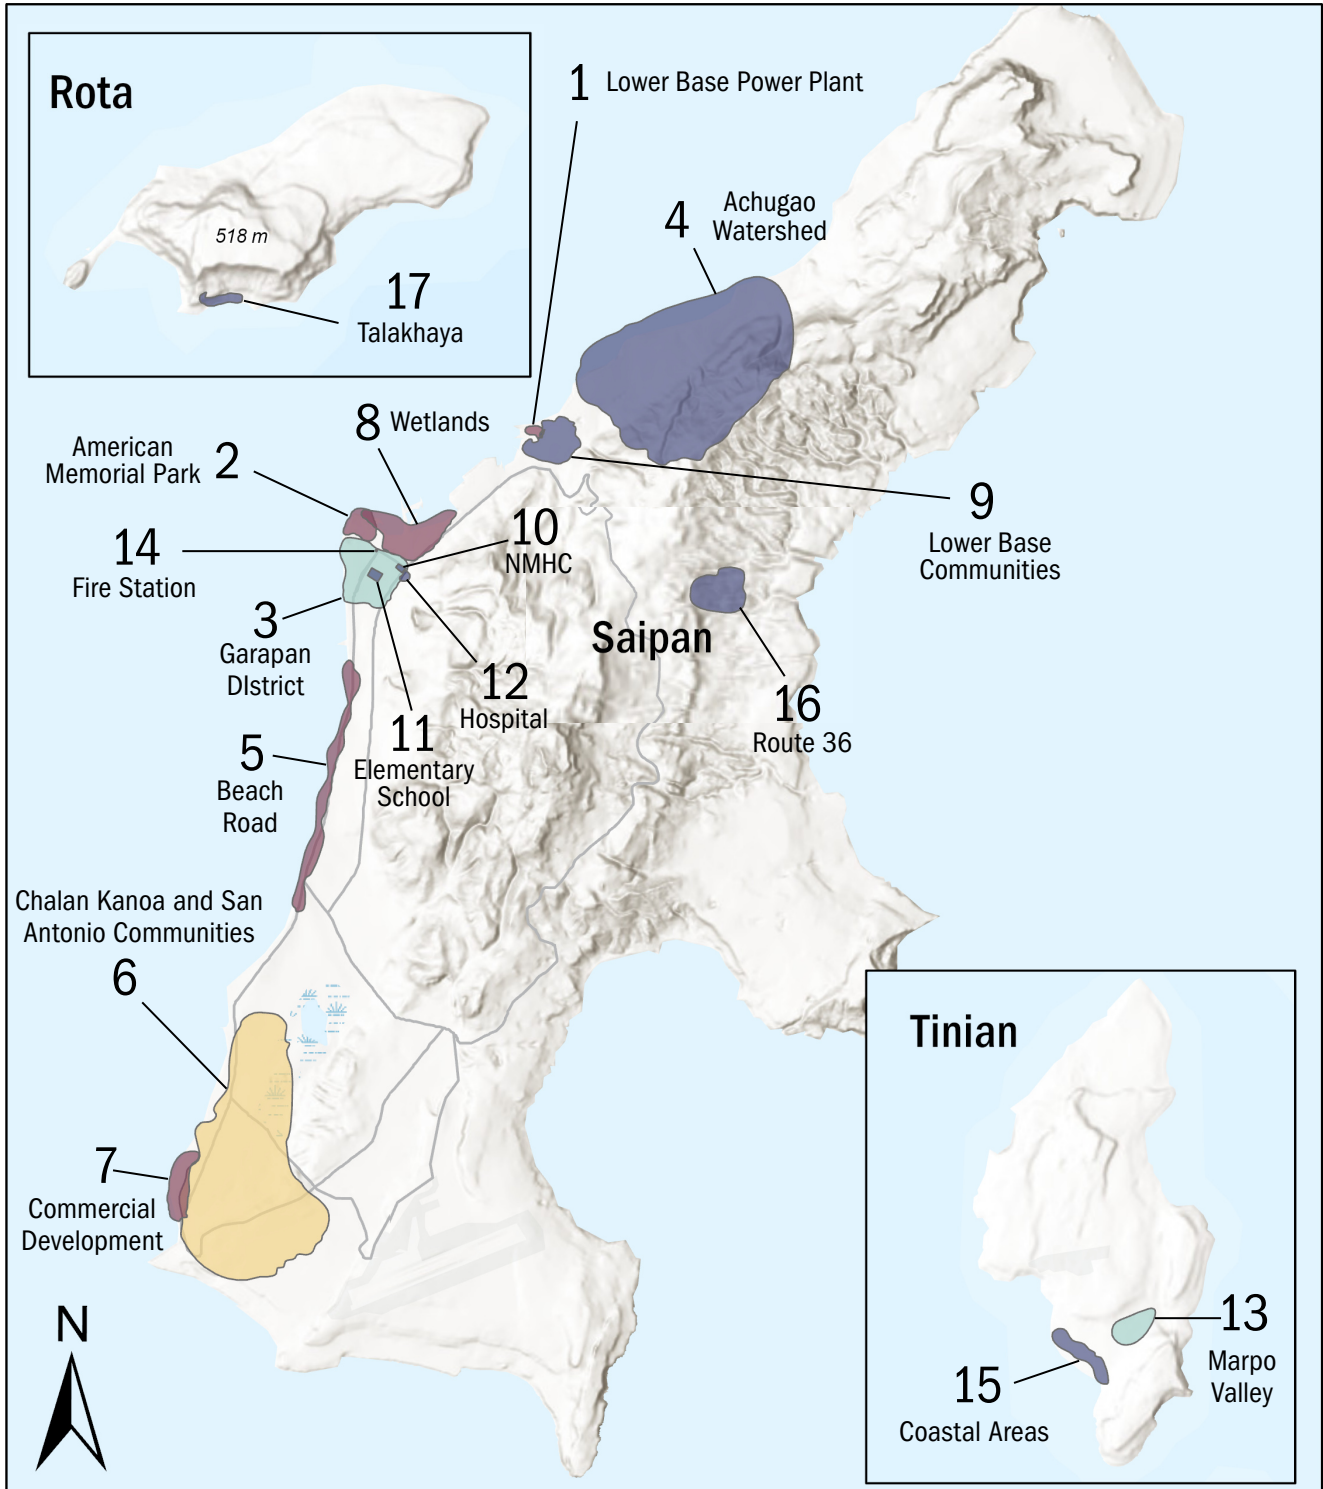 Rota
518 m
17
Talakhaya
1 Lower Base Power Plant
4
Achugao
Watershed
8 Wetlands
American
Memorial Park
2
14
Fire Station
3
Garapan
DIstrict
10
NMHC
9
Lower Base
Communities
Saipan
12
Hospital
11
Elementary
School
16
Route 36
5
Beach
Road
Chalan Kanoa and San
Antonio Communities
6
7
Commercial
Development
N
Tinian
13
Marpo
Valley
15
Coastal Areas